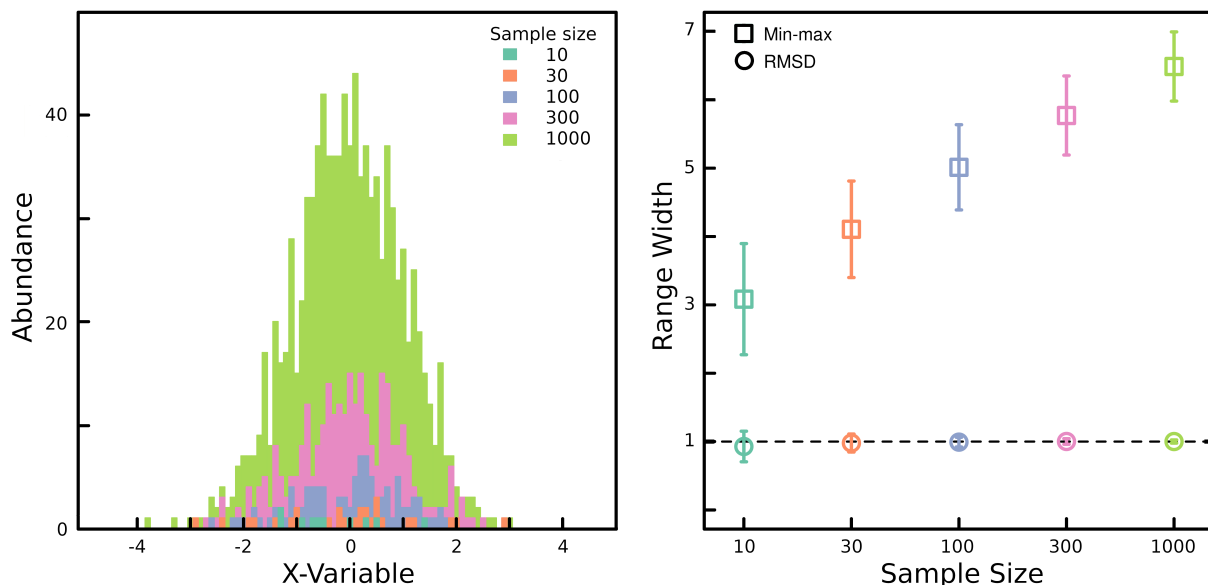 Sample size
10
30
100
300
1000
40
20
0
Abundance
-4 -2 0 2 4
X-Variable
Min-max
RMSD
7
5
3
1
Range Width
10 30 100 300 1000
Sample Size